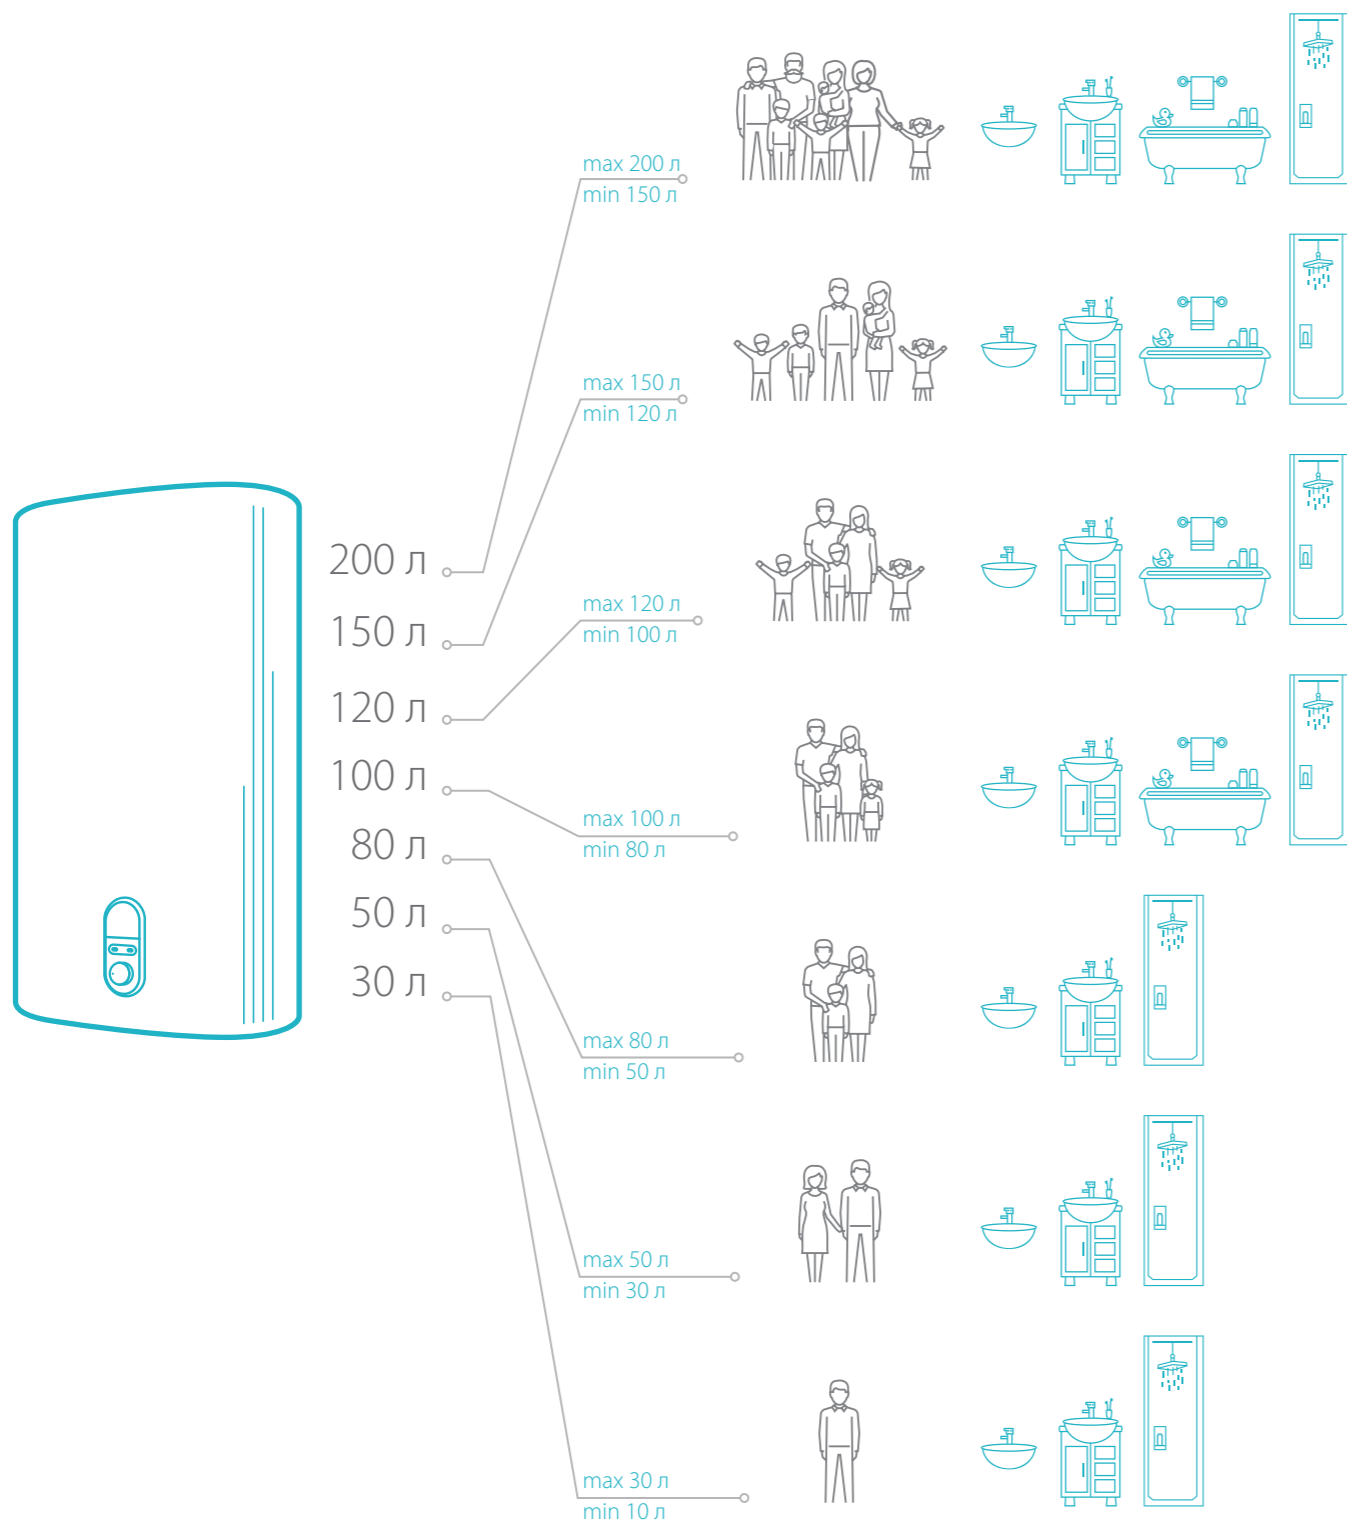 200 л
150 л
120 л
100 л
80 л
50 л
30 л
max 200 л
min 150 л
max 150 л
min 120 л
max 120 л
min 100 л
max 100 л
min 80 л
max 80 л
min 50 л
max 50 л
min 30 л
max 30 л
min 10 л